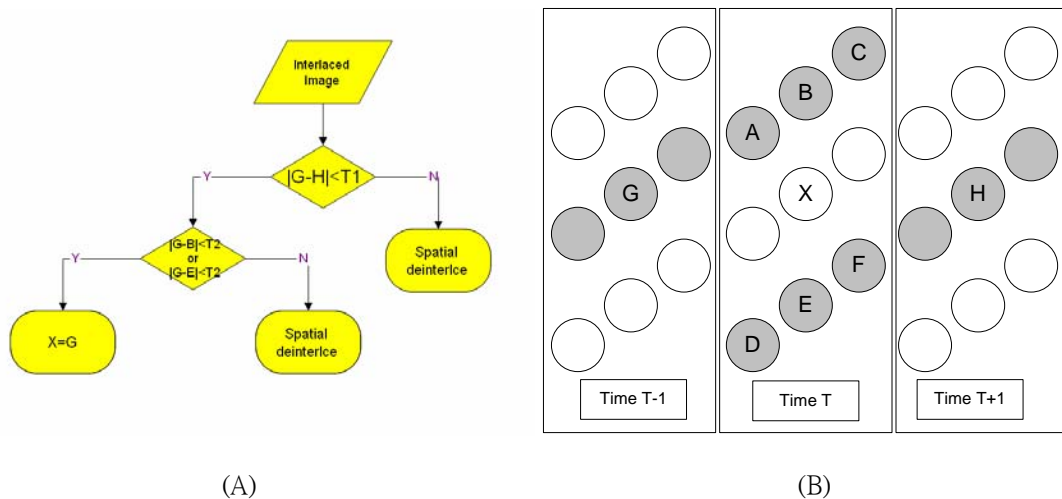 Interlaced
Image
|G-H|<T1
Y
N
|G-B|<T2
or
|G-E|<T2
Y
N
Spatial
deinterlce
X=G
Spatial
deinterlce
(A)
C
B
A
G
X
H
F
E
D
Time T-1
Time T
Time T+1
(B)